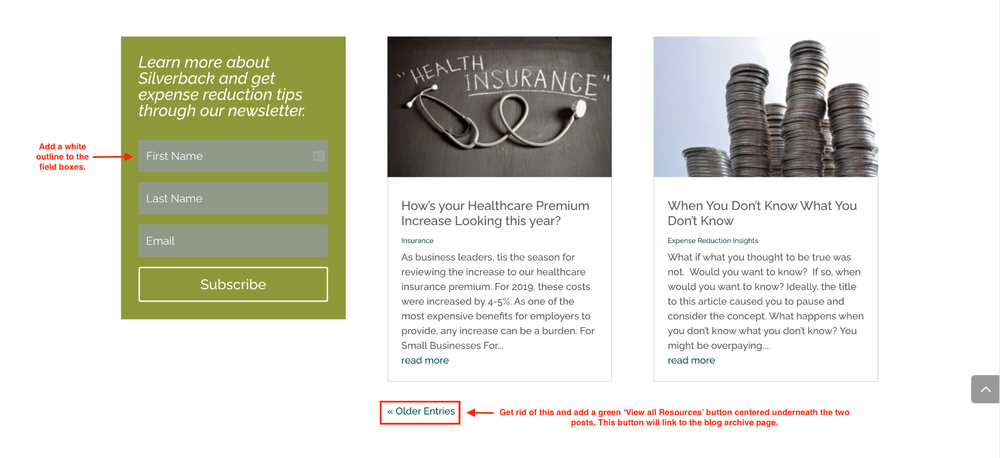 Learn more about
Silverback and get
expense reduction tips
through our newsletter.
Add a white
outline to the
field boxes.
First Name
Last Name
Email
Subscribe
"HEALTH
INSURANCE"
How's your Healthcare Premium
Increase Looking this year?
Insurance
As business leaders, tis the season for
reviewing the increase to our healthcare
insurance premium. For 2019, these costs
were increased by 4-5%. As one of the
most expensive benefits for employers to
provide, any increase can be a burden. For
Small Businesses For...
read more
When You Don't Know What You
Don't Know
Expense Reduction Insights
What if what you thought to be true was
not.  Would you want to know?  If so, when
would you want to know? Ideally, the title
to this article caused you to pause and
consider the concept. What happens when
you don't know what you don't know? You
might be overpaying....
read more
« Older Entries
Get rid of this and add a green ‘View all Resources’ button centered underneath the two
posts. This button will link to the blog archive page.